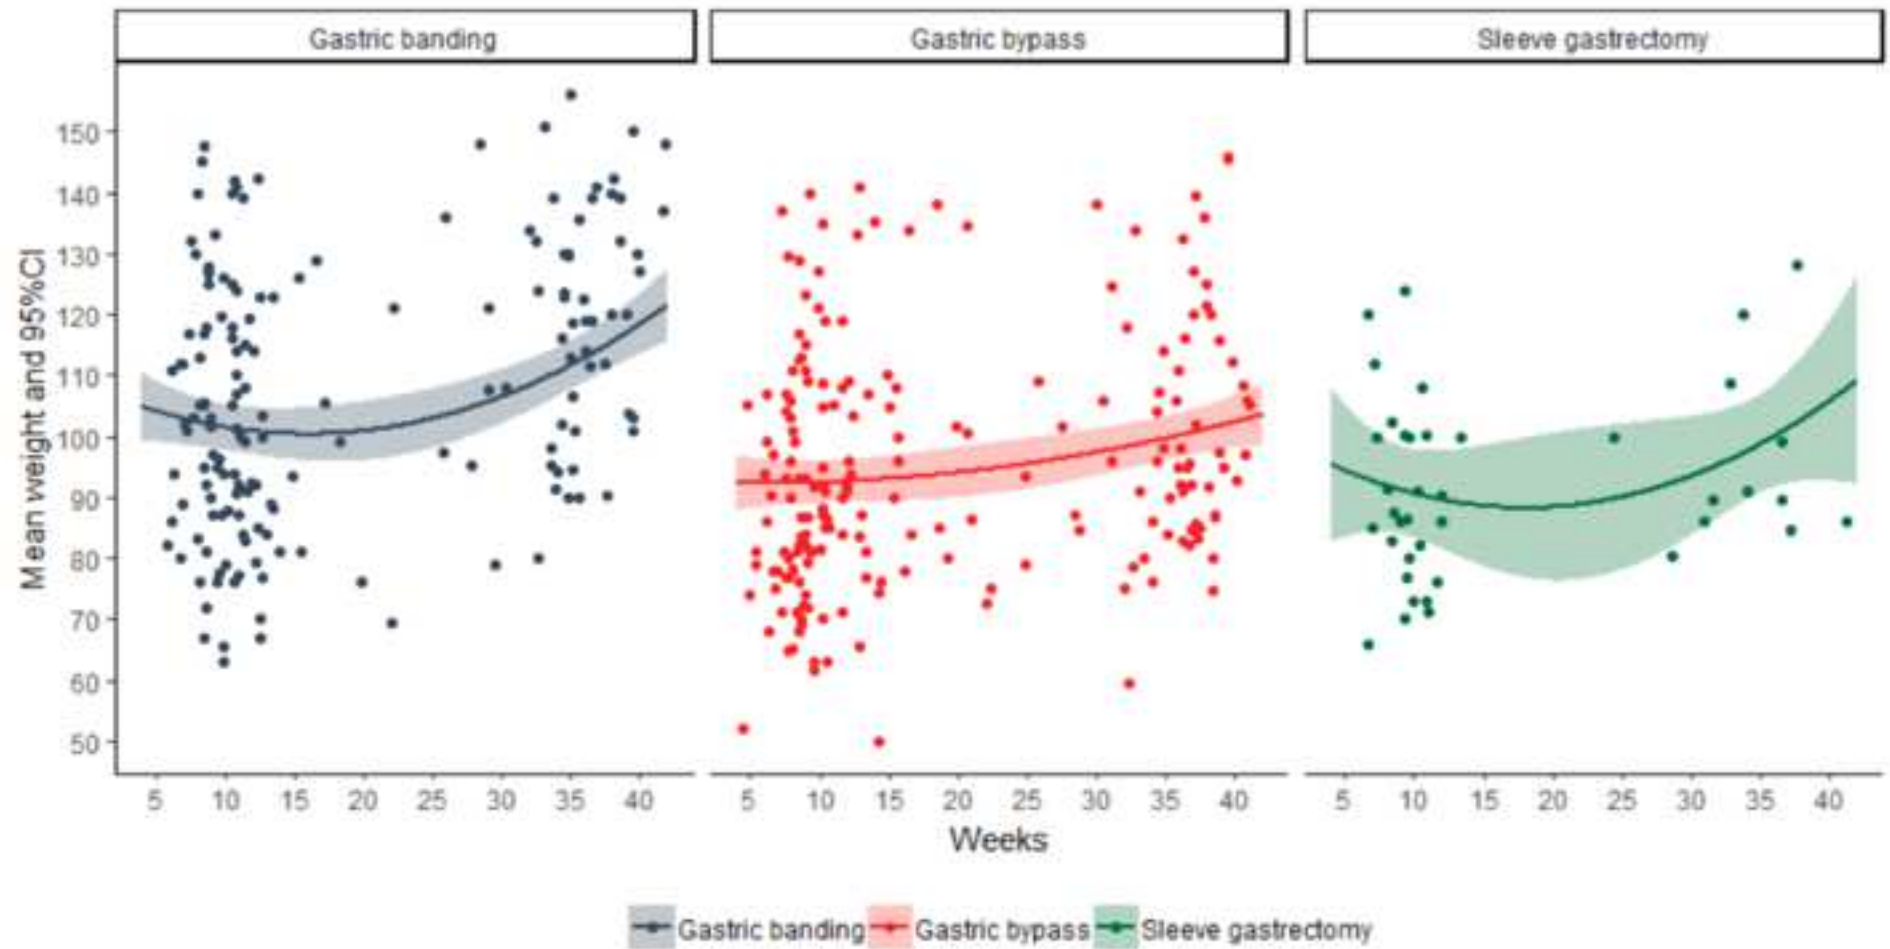 Gastric banding Gastric bypass Sleeve gastrectomy
Mean weight and 95%CI
150
140
130
120
110
100
90
80
70
60
50
5 10 15 20 25 30 35 40 5 10 15 20 25 30 35 40 5 10 15 20 25 30 35 40
Weeks
Gastric banding Gastric bypass Sleeve gastrectomy